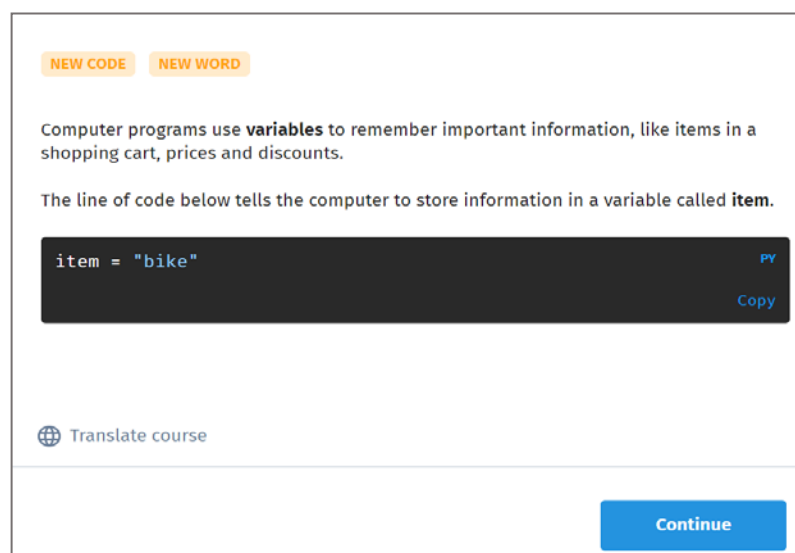 NEW CODE NEW WORD
Computer programs use variables to remember important information, like items in a
shopping cart, prices and discounts.
The line of code below tells the computer to store information in a variable called item.
item = "bike" PY
Copy
Translate course
Continue